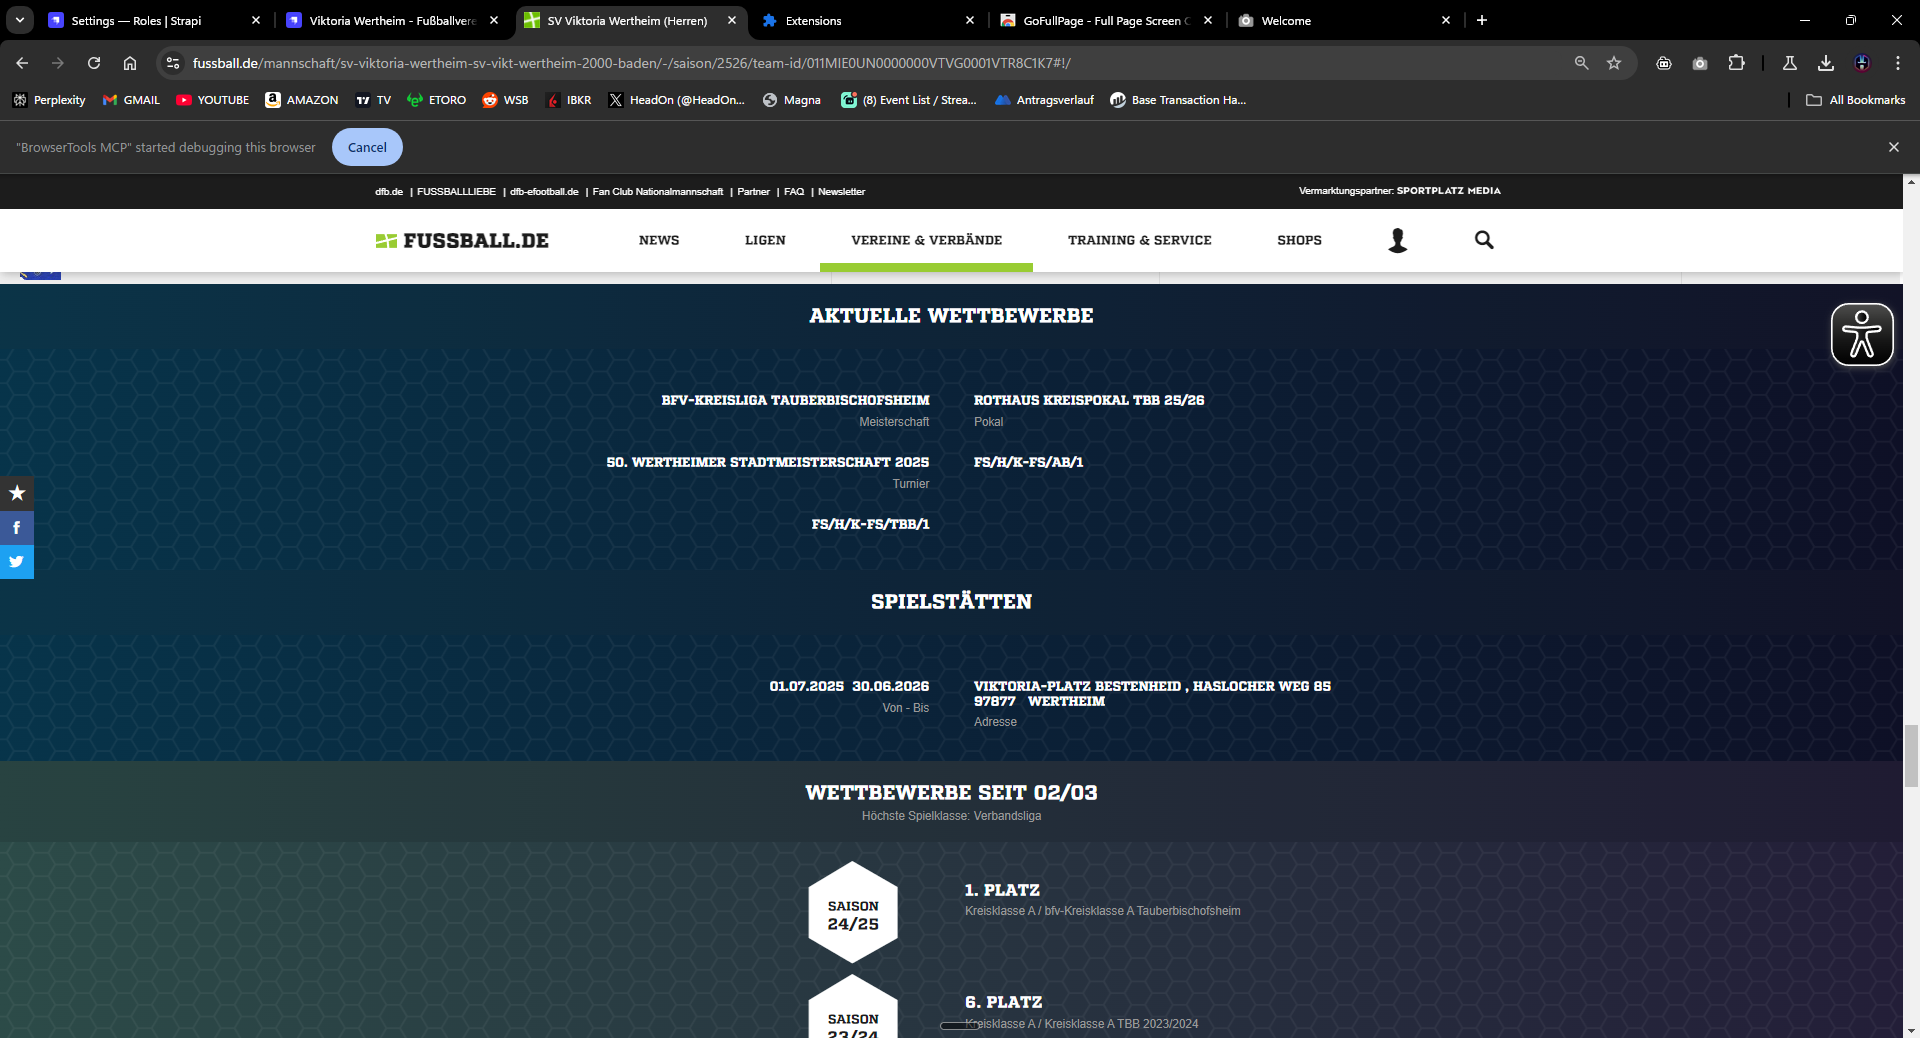 Settings — Roles | Strapi
Viktoria Wertheim - Fußballvere
SV Viktoria Wertheim (Herren)
Extensions
GoFullPage - Full Page Screen C
Welcome
fussball.de/mannschaft/sv-viktoria-wertheim-sv-vikt-wertheim-2000-baden/-/saison/2526/team-id/011MIE0UN0000000VTVG0001VTR8C1K7#!/
Perplexity
GMAIL
YOUTUBE
AMAZON
TV
ETORO
WSB
IBKR
HeadOn (@HeadOn...
Magna
(8) Event List / Strea...
Antragsverlauf
Base Transaction Ha...
All Bookmarks
"BrowserTools MCP" started debugging this browser
Cancel
dfb.de | FUSSBALLLIEBE | dfb-efootball.de | Fan Club Nationalmannschaft | Partner | FAQ | Newsletter
Vermarktungspartner: SPORTPLATZ MEDIA
FUSSBALL.DE
NEWS
LIGEN
VEREINE & VERBÄNDE
TRAINING & SERVICE
SHOPS
AKTUELLE WETTBEWERBE
BFV-KREISLIGA TAUBERBISCHOFSHEIM
Meisterschaft
ROTHAUS KREISPOKAL TBB 25/26
Pokal
50. WERTHEIMER STADTMEISTERSCHAFT 2025
Turnier
FS/H/K-FS/AB/1
FS/H/K-FS/TBB/1
SPIELSTÄTTEN
01.07.2025 30.06.2026
Von - Bis
VIKTORIA-PLATZ BESTENHEID , HASLOCHER WEG 85
97877 WERTHEIM
Adresse
WETTBEWERBE SEIT 02/03
Höchste Spielklasse: Verbandsliga
SAISON
24/25
1. PLATZ
Kreisklasse A / bfv-Kreisklasse A Tauberbischofsheim
SAISON
23/24
6. PLATZ
Kreisklasse A / Kreisklasse A TBB 2023/2024